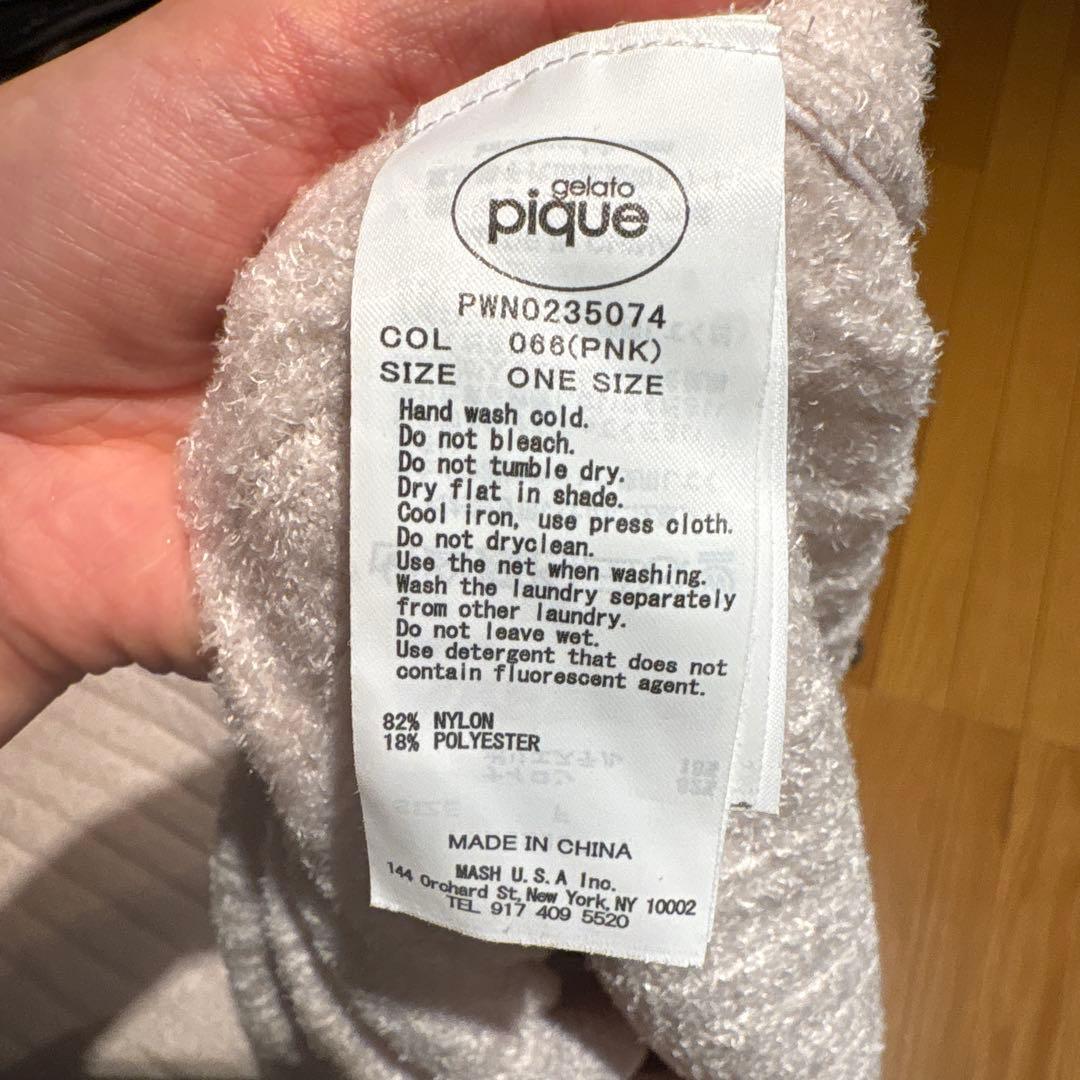 gelato
pique
PWNO235074
COL 066(PNK)
SIZE ONE SIZE
Hand wash cold.
Do not bleach.
Do not tumble dry.
Dry flat in shade.
Cool iron, use press cloth.
Do not dryclean.
Use the net when washing.
Wash the laundry separately
from other laundry.
Do not leave wet.
Use detergent that does not
contain fluorescent agent.
82% NYLON
18% POLYESTER
MADE IN CHINA
MASH U.S.A Inc.
144 Orchard St, New York, NY 10002
TEL 917 409 5520